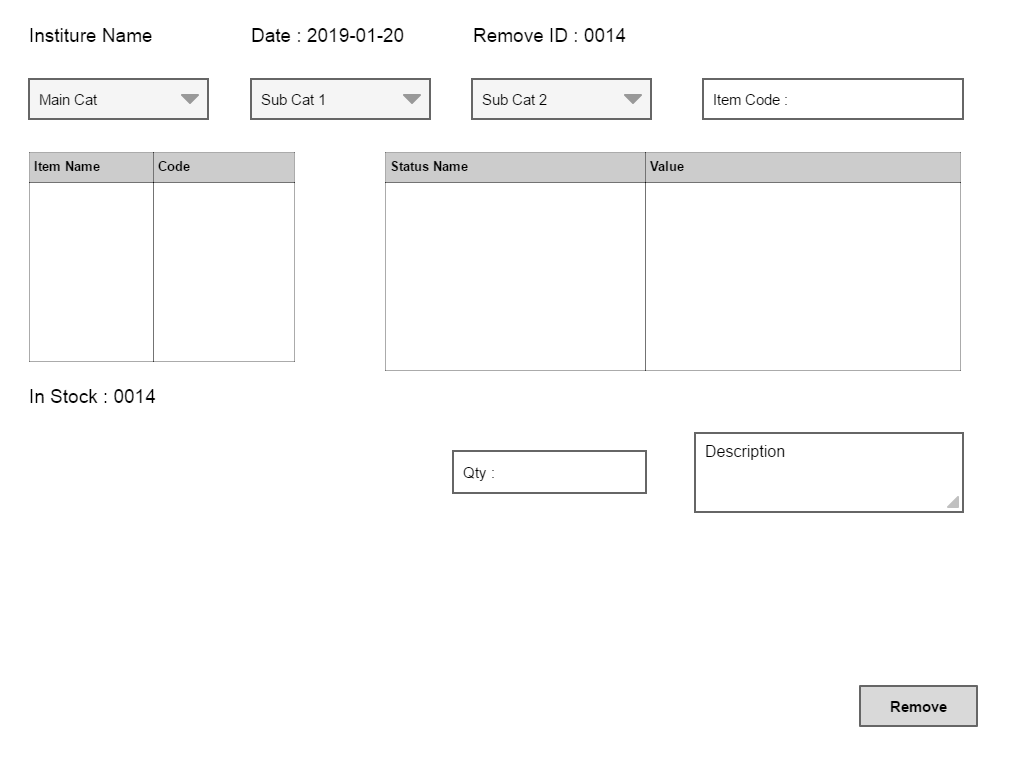 Institure Name
Date : 2019-01-20
Remove ID : 0014
Main Cat
Sub Cat 1
Sub Cat 2
Item Code :
Item Name
Code
Status Name
Value
In Stock : 0014
Qty :
Description
Remove